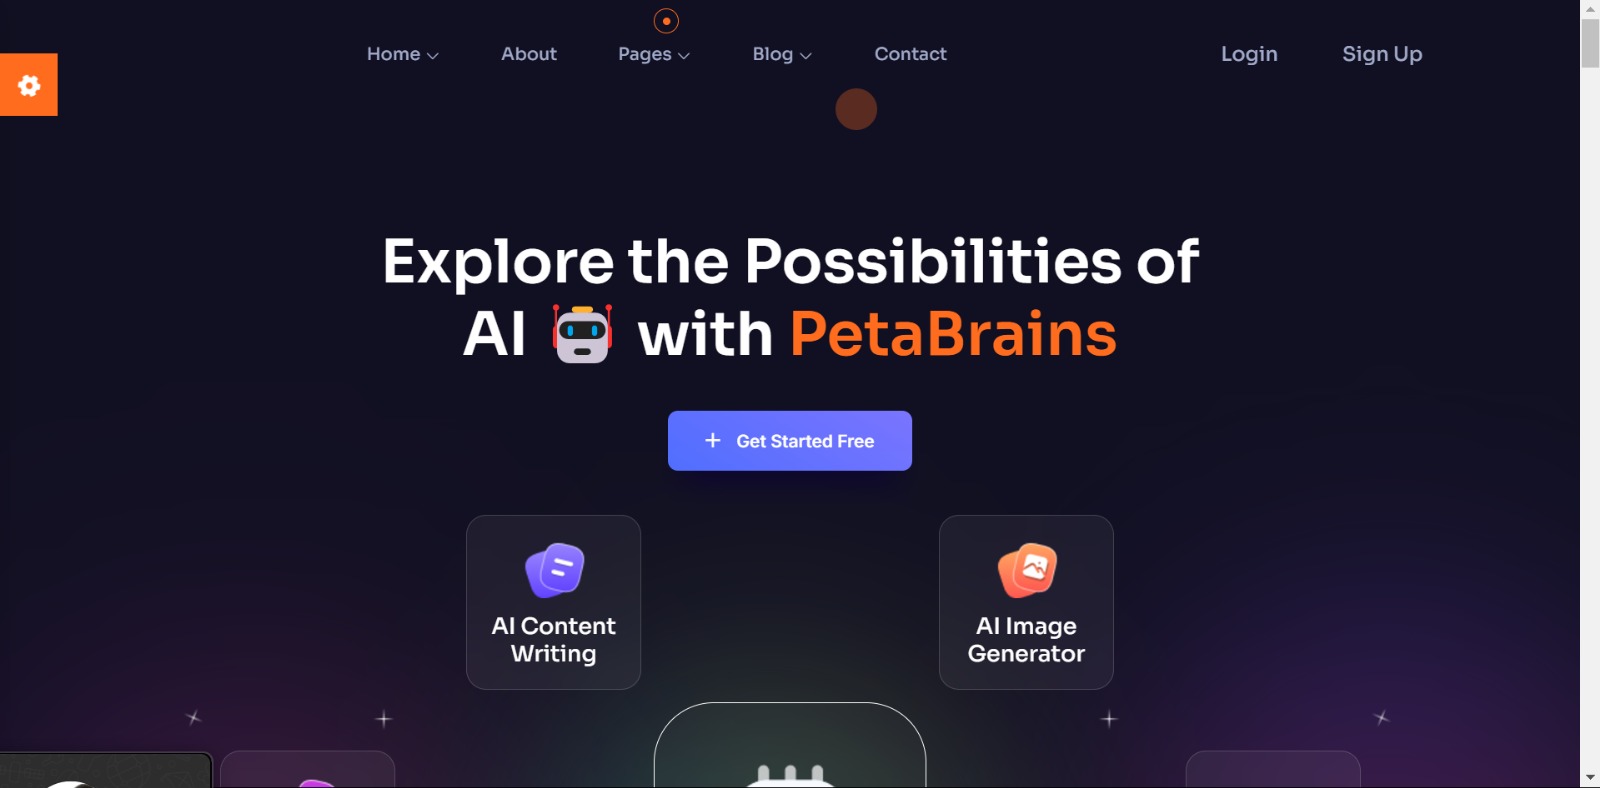 Home About Pages Blog Contact Login Sign Up
Explore the Possibilities of
AI with PetaBrains
+ Get Started Free
AI Content
Writing
AI Image
Generator